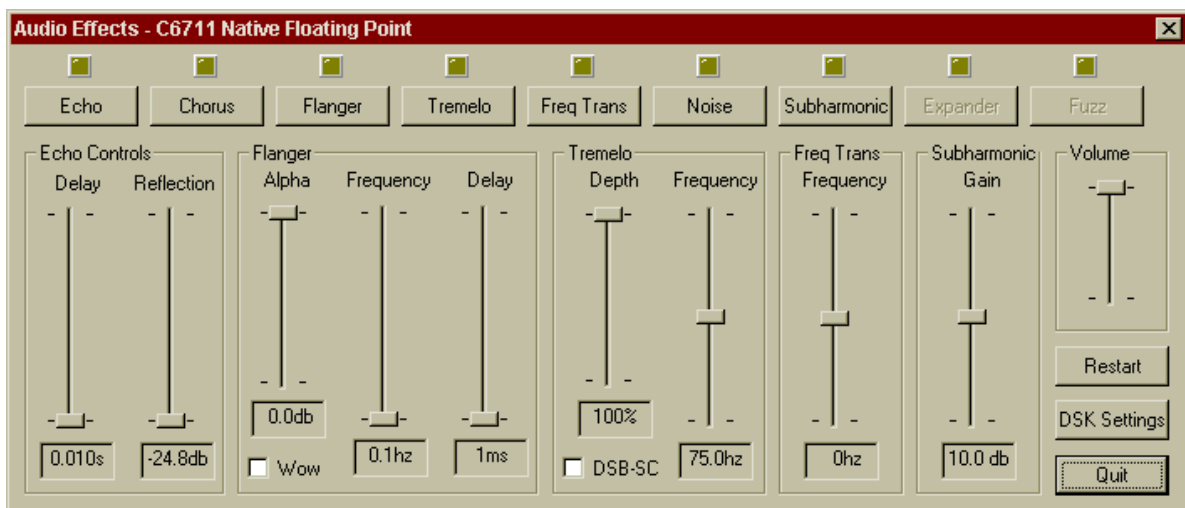 Audio Effects - C6711 Native Floating Point
Echo
Chorus
Flanger
Tremelo
Freq Trans
Noise
Subharmonic
Expander
Fuzz
Echo Controls
Delay
Reflection
0.010s
-24.8db
Flanger
Alpha
Frequency
Delay
0.0db
Wow
0.1hz
1ms
Tremelo
Depth
Frequency
100%
DSB-SC
75.0hz
Freq Trans
Frequency
0hz
Subharmonic
Gain
10.0 db
Volume
Restart
DSK Settings
Quit